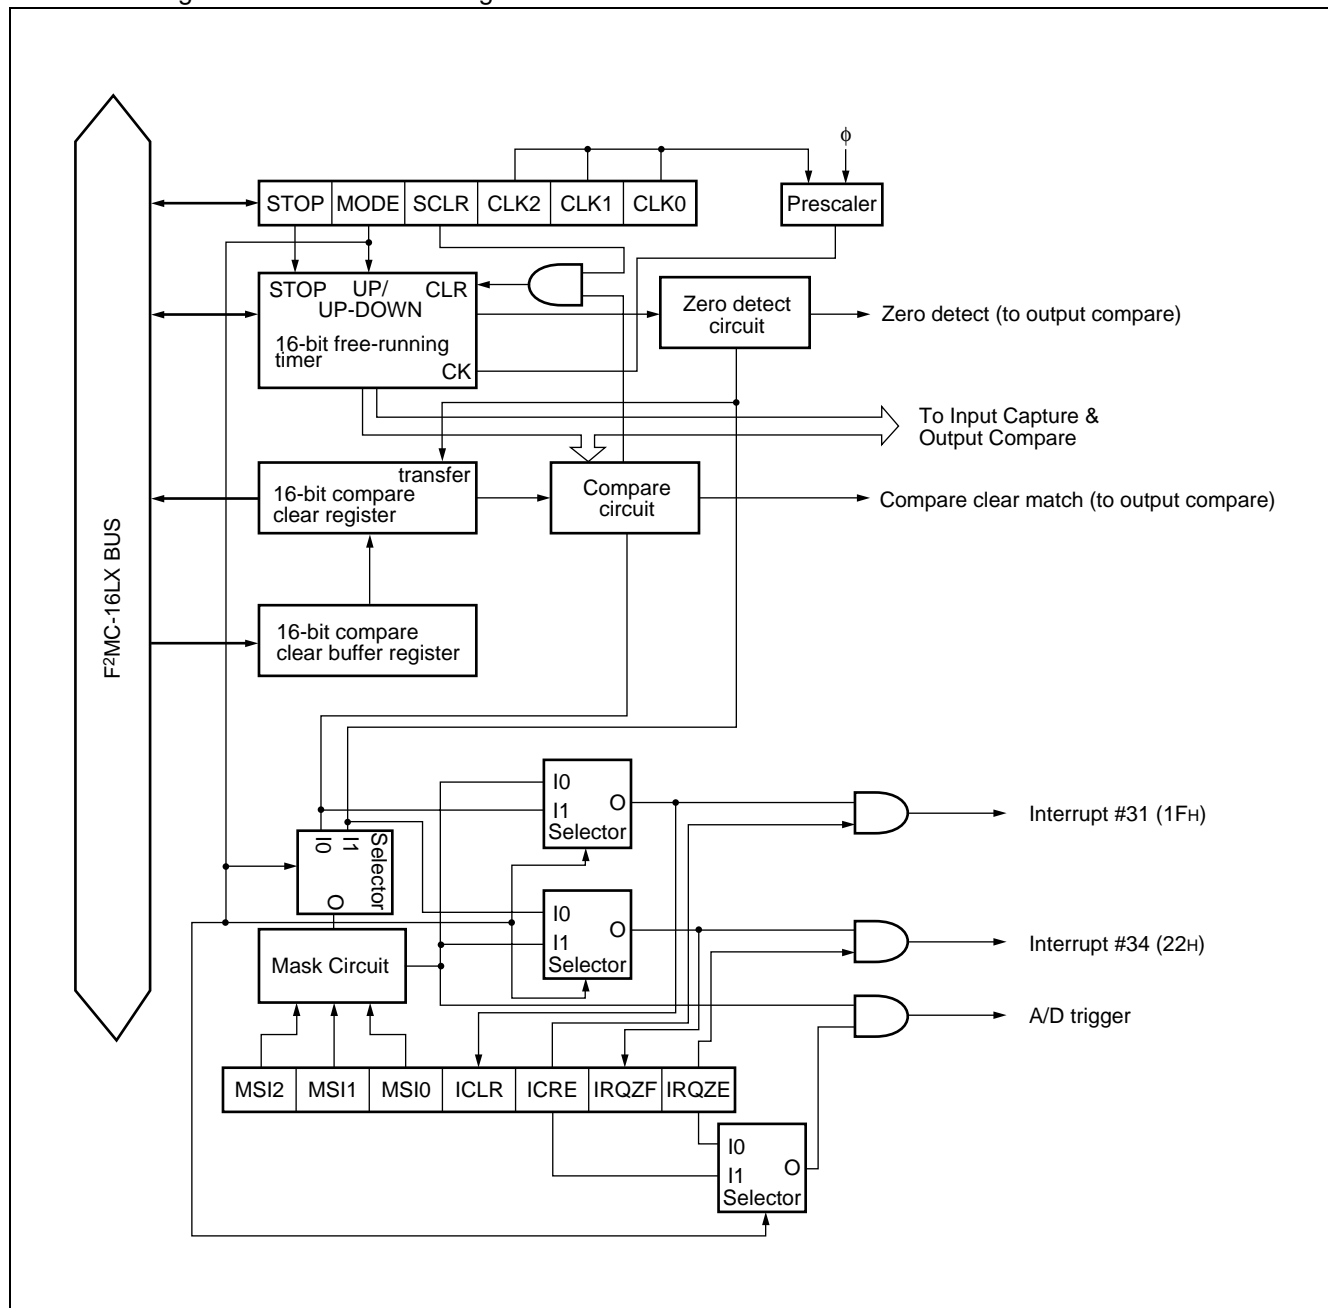 ϕ
STOP MODE SCLR CLK2 CLK1 CLK0
Prescaler
STOP UP/ CLR
UP-DOWN
16-bit free-running
timer
CK
Zero detect
circuit
Zero detect (to output compare)
To Input Capture &
Output Compare
transfer
16-bit compare
clear register
Compare
circuit
Compare clear match (to output compare)
16-bit compare
clear buffer register
F²MC-16LX BUS
I0
I1
O
Selector
Interrupt #31 (1FH)
I0
I1
O
Selector
I0
I1
O
Selector
Interrupt #34 (22H)
Mask Circuit
A/D trigger
MSI2 MSI1 MSI0 ICLR ICRE IRQZF IRQZE
I0
I1
O
Selector